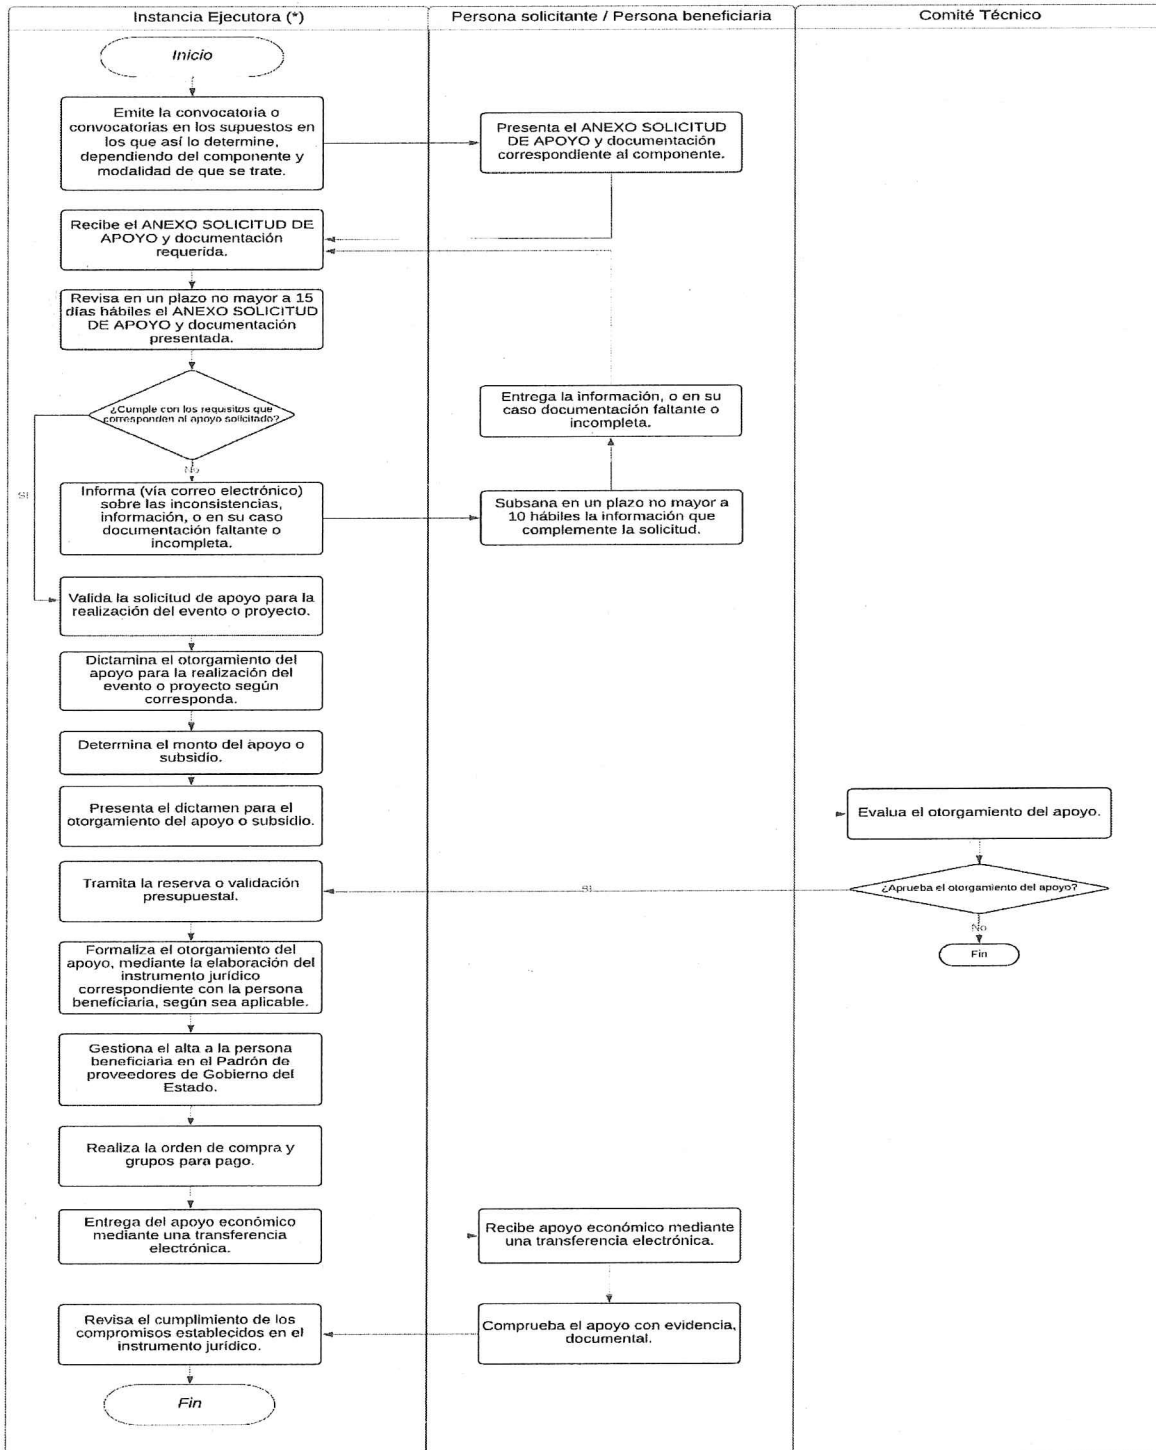 Instancia Ejecutora (*)
Persona solicitante / Persona beneficiaria
Comité Técnico
Inicio
Emite la convocatoria o
convocatorias en los supuestos en
los que así lo determine,
dependiendo del componente y
modalidad de que se trate.
Presenta el ANEXO SOLICITUD
DE APOYO y documentación
correspondiente al componente.
Recibe el ANEXO SOLICITUD DE
APOYO y documentación
requerida.
Revisa en un plazo no mayor a 15
días hábiles el ANEXO SOLICITUD
DE APOYO y documentación
presentada.
¿Cumple con los requisitos que
corresponden al apoyo solicitado?
Entrega la información, o en su
caso documentación faltante o
incompleta.
No
SI
Informa (vía correo electrónico)
sobre las inconsistencias,
información, o en su caso
documentación faltante o
incompleta.
Subsana en un plazo no mayor a
10 hábiles la información que
complemente la solicitud.
Valida la solicitud de apoyo para la
realización del evento o proyecto.
Dictamina el otorgamiento del
apoyo para la realización del
evento o proyecto según
corresponda.
Determina el monto del apoyo o
subsidio.
Presenta el dictamen para el
otorgamiento del apoyo o subsidio.
Evalua el otorgamiento del apoyo.
Tramita la reserva o validación
presupuestal.
SI
¿Aprueba el otorgamiento del apoyo?
No
Fin
Formaliza el otorgamiento del
apoyo, mediante la elaboración del
instrumento jurídico
correspondiente con la persona
beneficiaria, según sea aplicable.
Gestiona el alta a la persona
beneficiaria en el Padrón de
proveedores de Gobierno del
Estado.
Realiza la orden de compra y
grupos para pago.
Entrega del apoyo económico
mediante una transferencia
electrónica.
Recibe apoyo económico mediante
una transferencia electrónica.
Revisa el cumplimiento de los
compromisos establecidos en el
instrumento jurídico.
Comprueba el apoyo con evidencia,
documental.
Fin